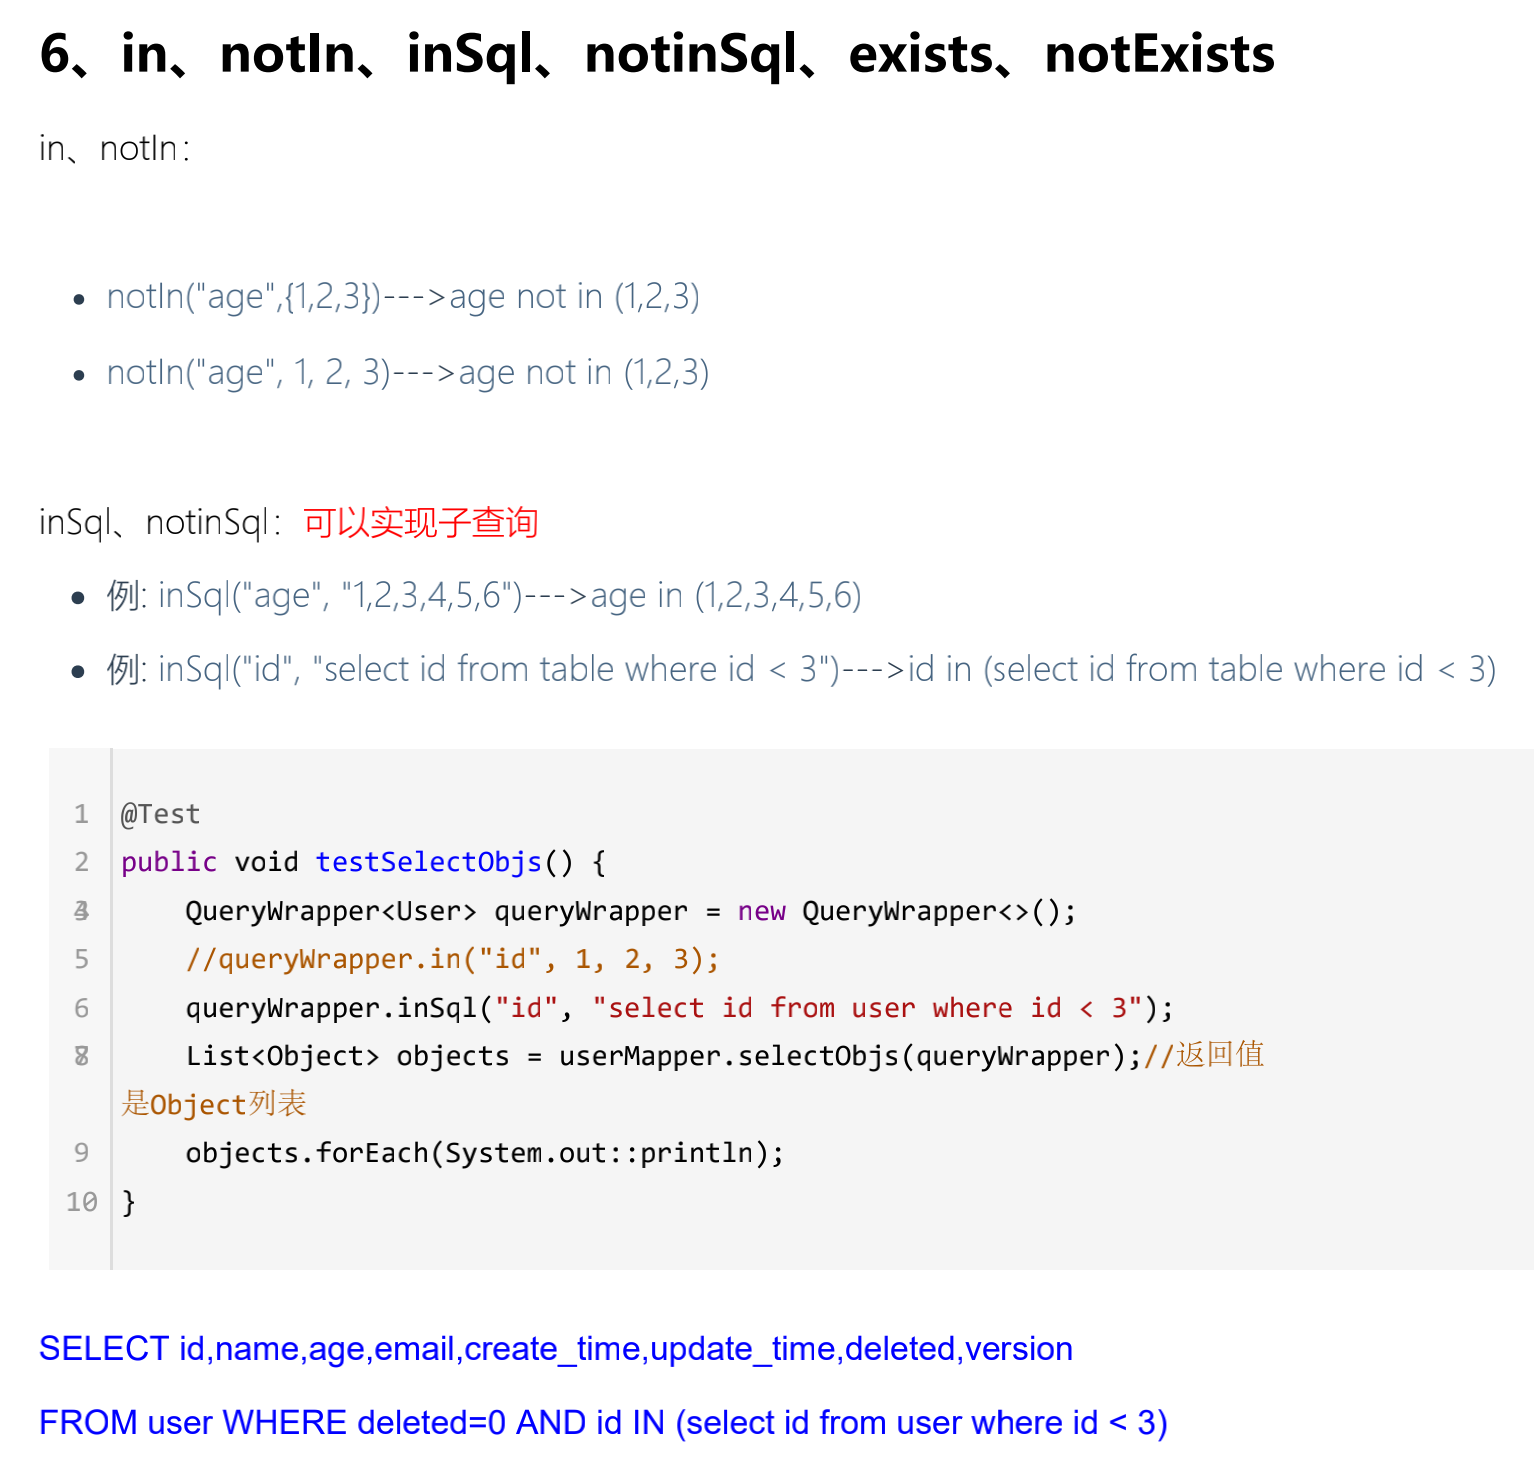 6、in、notIn、inSql、notinSql、exists、notExists
in、notIn：
• notIn("age",{1,2,3})--->age not in (1,2,3)
• notIn("age", 1, 2, 3)--->age not in (1,2,3)
inSql、notinSql：可以实现子查询
• 例: inSql("age", "1,2,3,4,5,6")--->age in (1,2,3,4,5,6)
• 例: inSql("id", "select id from table where id < 3")--->id in (select id from table where id < 3)
1 @Test
2 public void testSelectObjs() {
QueryWrapper<User> queryWrapper = new QueryWrapper<>();
5 //queryWrapper.in("id", 1, 2, 3);
6 queryWrapper.inSql("id", "select id from user where id < 3");
List<Object> objects = userMapper.selectObjs(queryWrapper);//返回值
是Object列表
9 objects.forEach(System.out::println);
10 }
SELECT id,name,age,email,create_time,update_time,deleted,version
FROM user WHERE deleted=0 AND id IN (select id from user where id < 3)